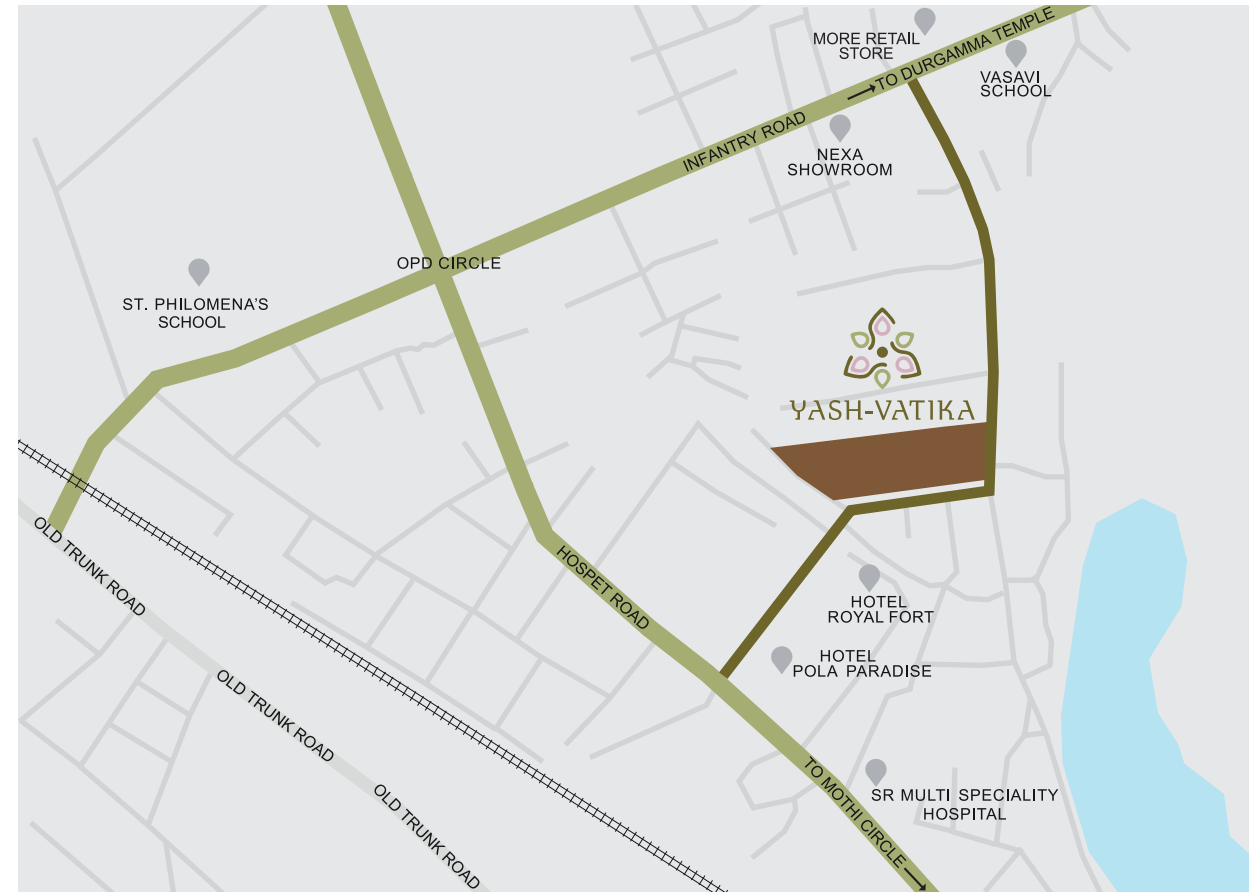 MORE RETAIL
STORE
TO DURGAMMA TEMPLE
VASAVI
SCHOOL
INFANTRY ROAD
NEXA
SHOWROOM
OPD CIRCLE
ST. PHILOMENA'S
SCHOOL
YASH-VATIKA
OLD TRUNK ROAD
HOSPET ROAD
HOTEL
ROYAL FORT
HOTEL
POLA PARADISE
OLD TRUNK ROAD
TO MOTHI CIRCLE
SR MULTI SPECIALITY
HOSPITAL
OLD TRUNK ROAD